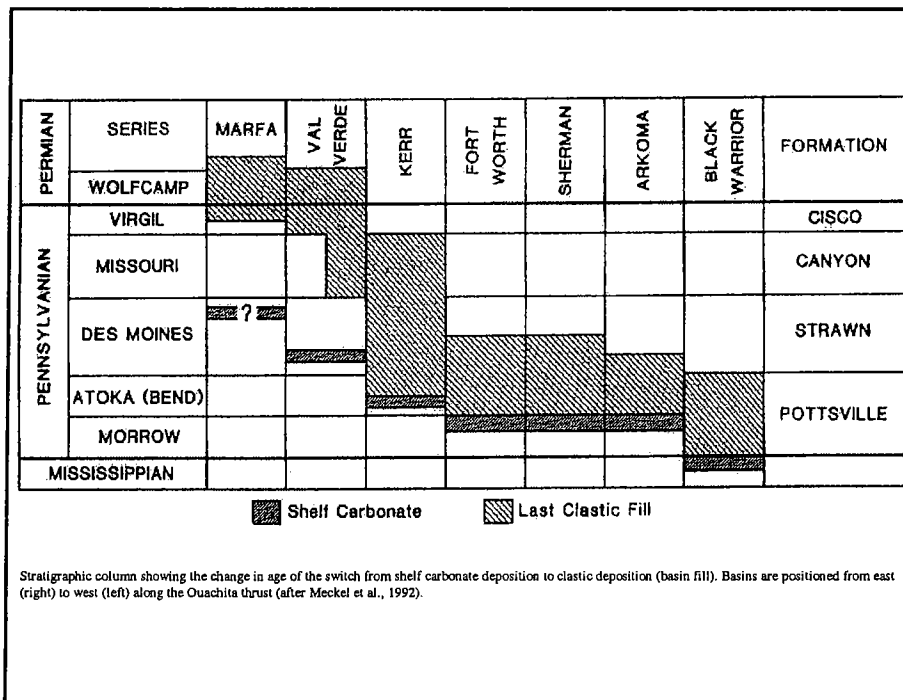 PERMIAN
SERIES
MARFA
VAL VERDE
KERR
FORT WORTH
SHERMAN
ARKOMA
BLACK WARRIOR
FORMATION
WOLFCAMP
PENNSYLVANIAN
VIRGIL
CISCO
MISSOURI
CANYON
DES MOINES
?
STRAWN
ATOKA (BEND)
POTTSVILLE
MORROW
MISSISSIPPIAN
Shelf Carbonate
Last Clastic Fill
Stratigraphic column showing the change in age of the switch from shelf carbonate deposition to clastic deposition (basin fill). Basins are positioned from east
(right) to west (left) along the Ouachita thrust (after Meckel et al., 1992).